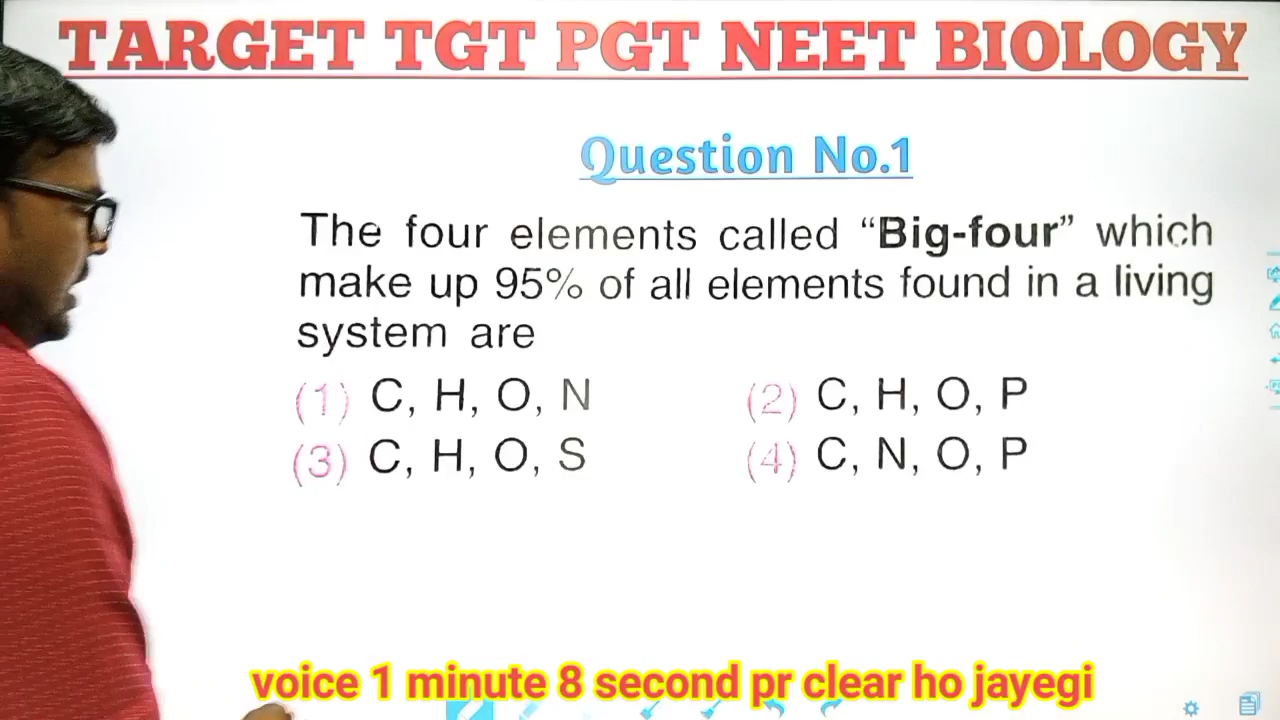 TARGET TGT PGT NEET BIOLOGY
Question No.1
The four elements called “Big-four” which
make up 95% of all elements found in a living
system are
(1) C, H, O, N (2) C, H, O, P
(3) C, H, O, S (4) C, N, O, P
voice 1 minute 8 second pr clear ho jayegi